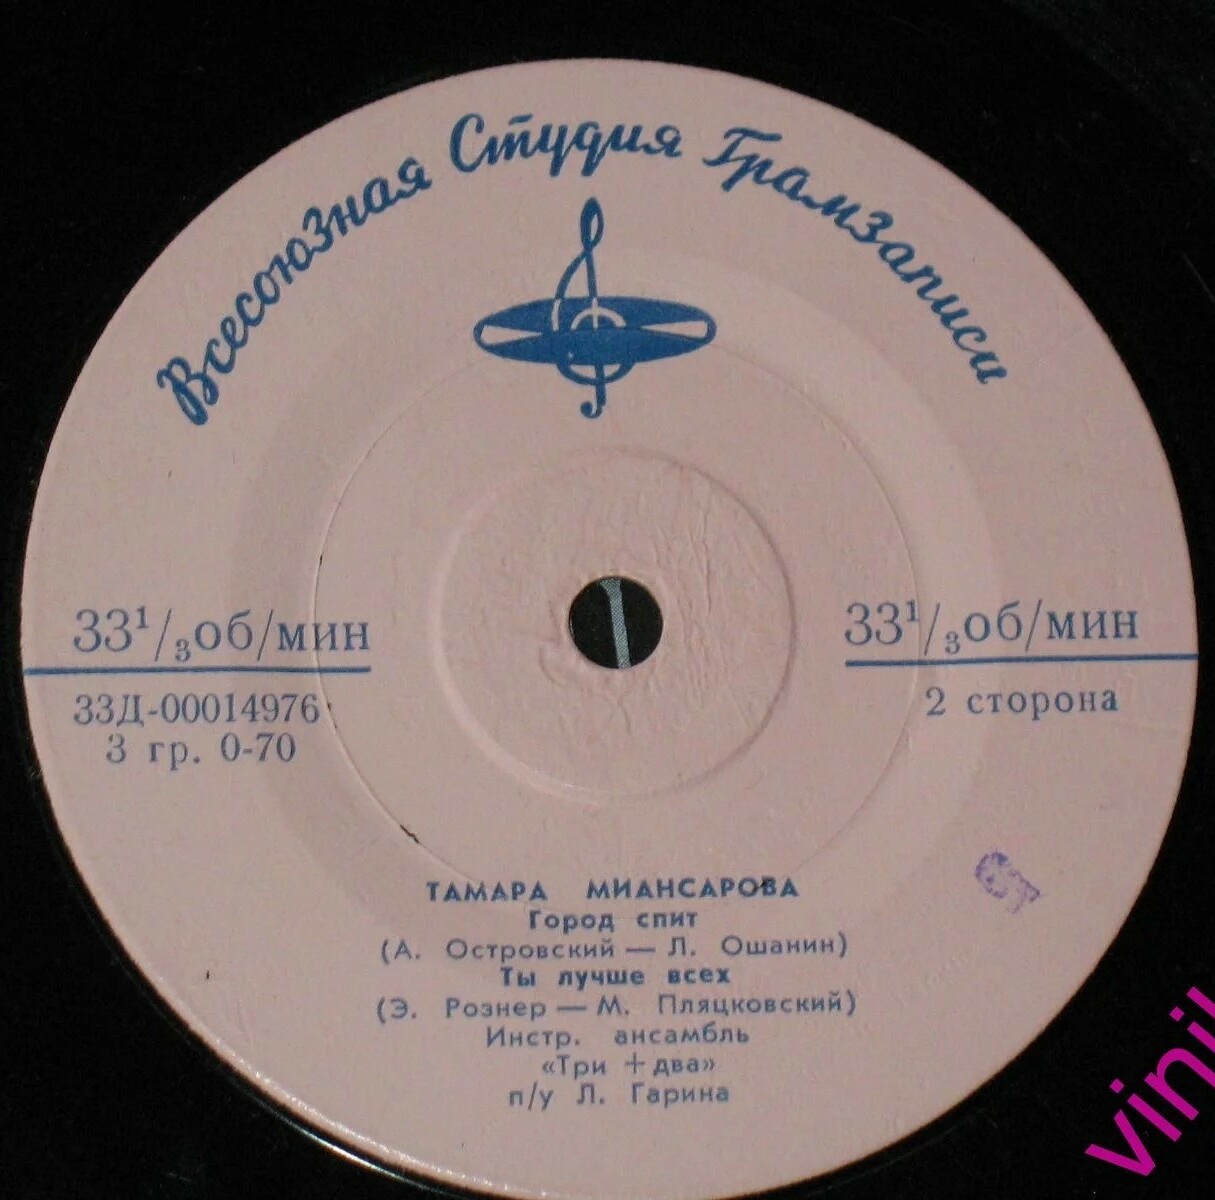 Всесоюзная Студия Грамзаписи
33¹/₃об/мин
33Д-00014976
3 гр. 0-70
33¹/₃об/мин
2 сторона
ТАМАРА МИАНСАРОВА
Город спит
(А. Островский — Л. Ошанин)
Ты лучше всех
(Э. Рознер — М. Пляцковский)
Инстр. ансамбль
«Три + два»
п/у Л. Гарина